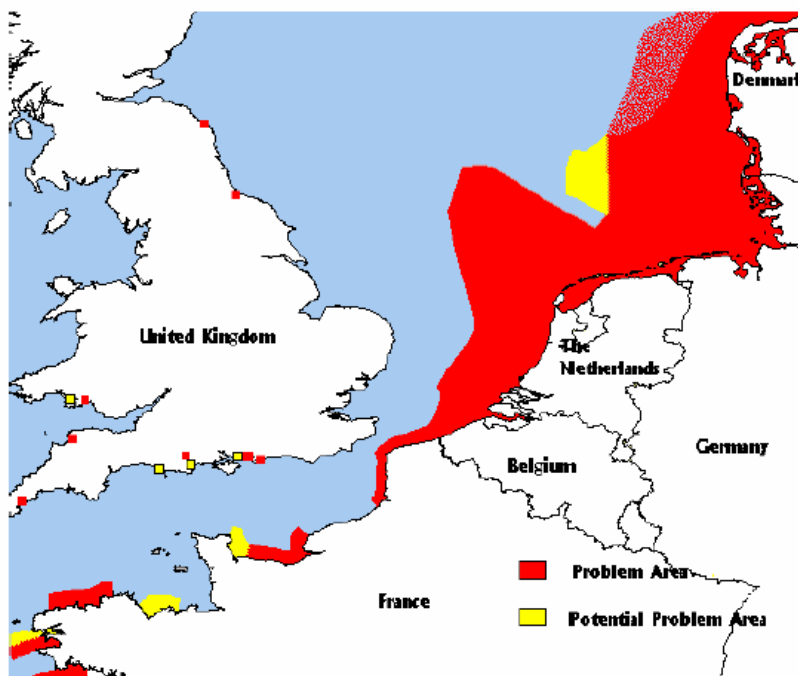 Denmark
United Kingdom
The
Netherlands
Germany
Belgium
Problem Area
France
Potential Problem Area